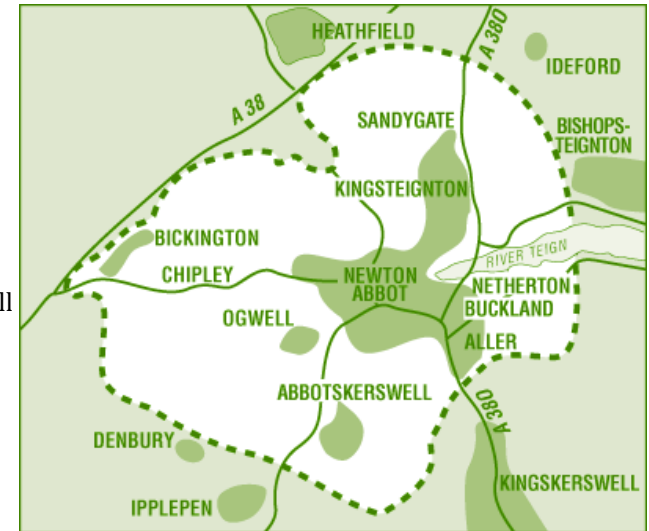 HEATHFIELD
A 380
IDEFORD
A 38
SANDYGATE
BISHOPS-
TEIGNTON
KINGSTEIGNTON
BICKINGTON
RIVER TEIGN
CHIPLEY
NEWTON
ABBOT
NETHERTON
ll
OGWELL
BUCKLAND
ALLER
ABBOTSKERSWELL
A 380
DENBURY
KINGSKERSWELL
IPPLEPEN